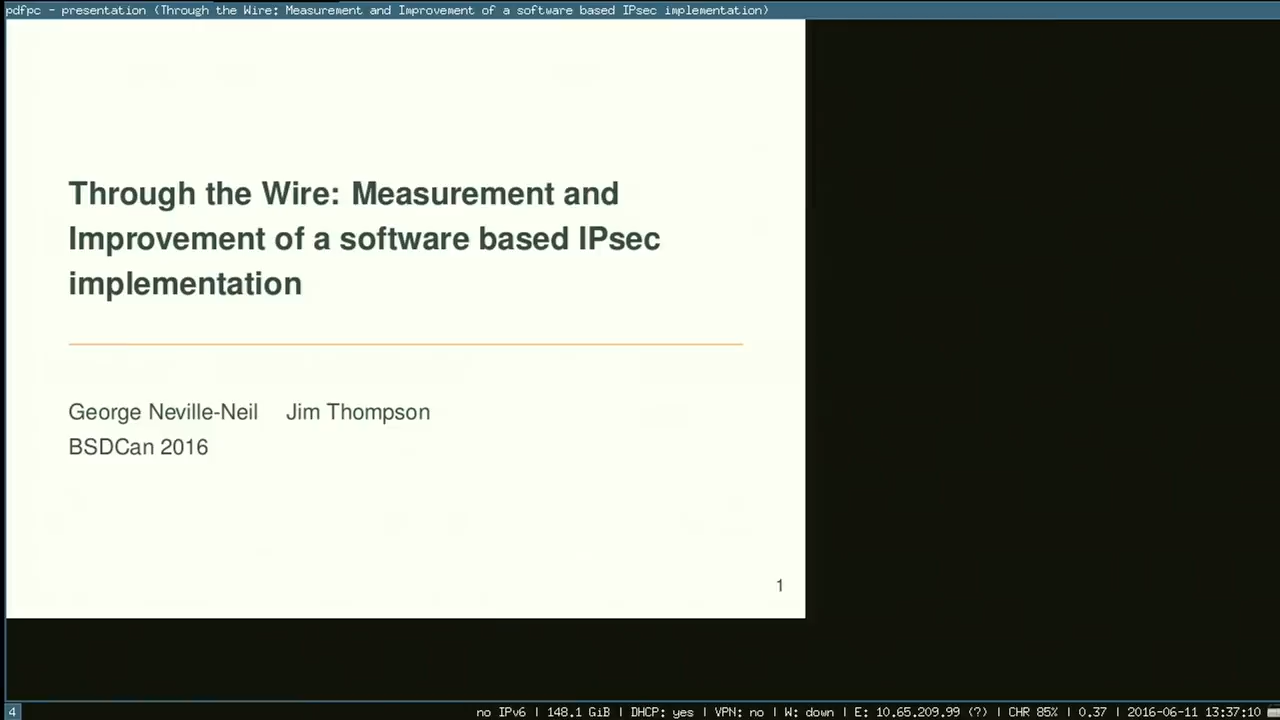 pdfpc - presentation (Through the Wire: Measurement and Improvement of a software based IPsec implementation)
Through the Wire: Measurement and
Improvement of a software based IPsec
implementation
George Neville-Neil Jim Thompson
BSDCan 2016
1
4 no IPv6 | 148.1 GiB | DHCP: yes | VPN: no | W: down | E: 10.65.209.99 (?) | CHR 85% | 0.37 | 2016-06-11 13:37:10